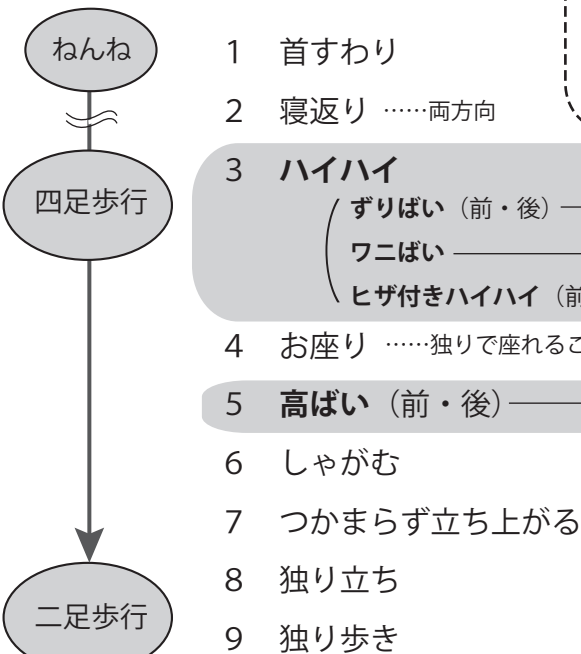 ねんね
四足歩行
二足歩行
1 首すわり
2 寝返り ……両方向
3 ハイハイ
ずりばい（前・後）
ワニばい
ヒザ付きハイハイ（前
4 お座り ……独りで座れるこ
5 高ばい（前・後）
6 しゃがむ
7 つかまらず立ち上がる
8 独り立ち
9 独り歩き